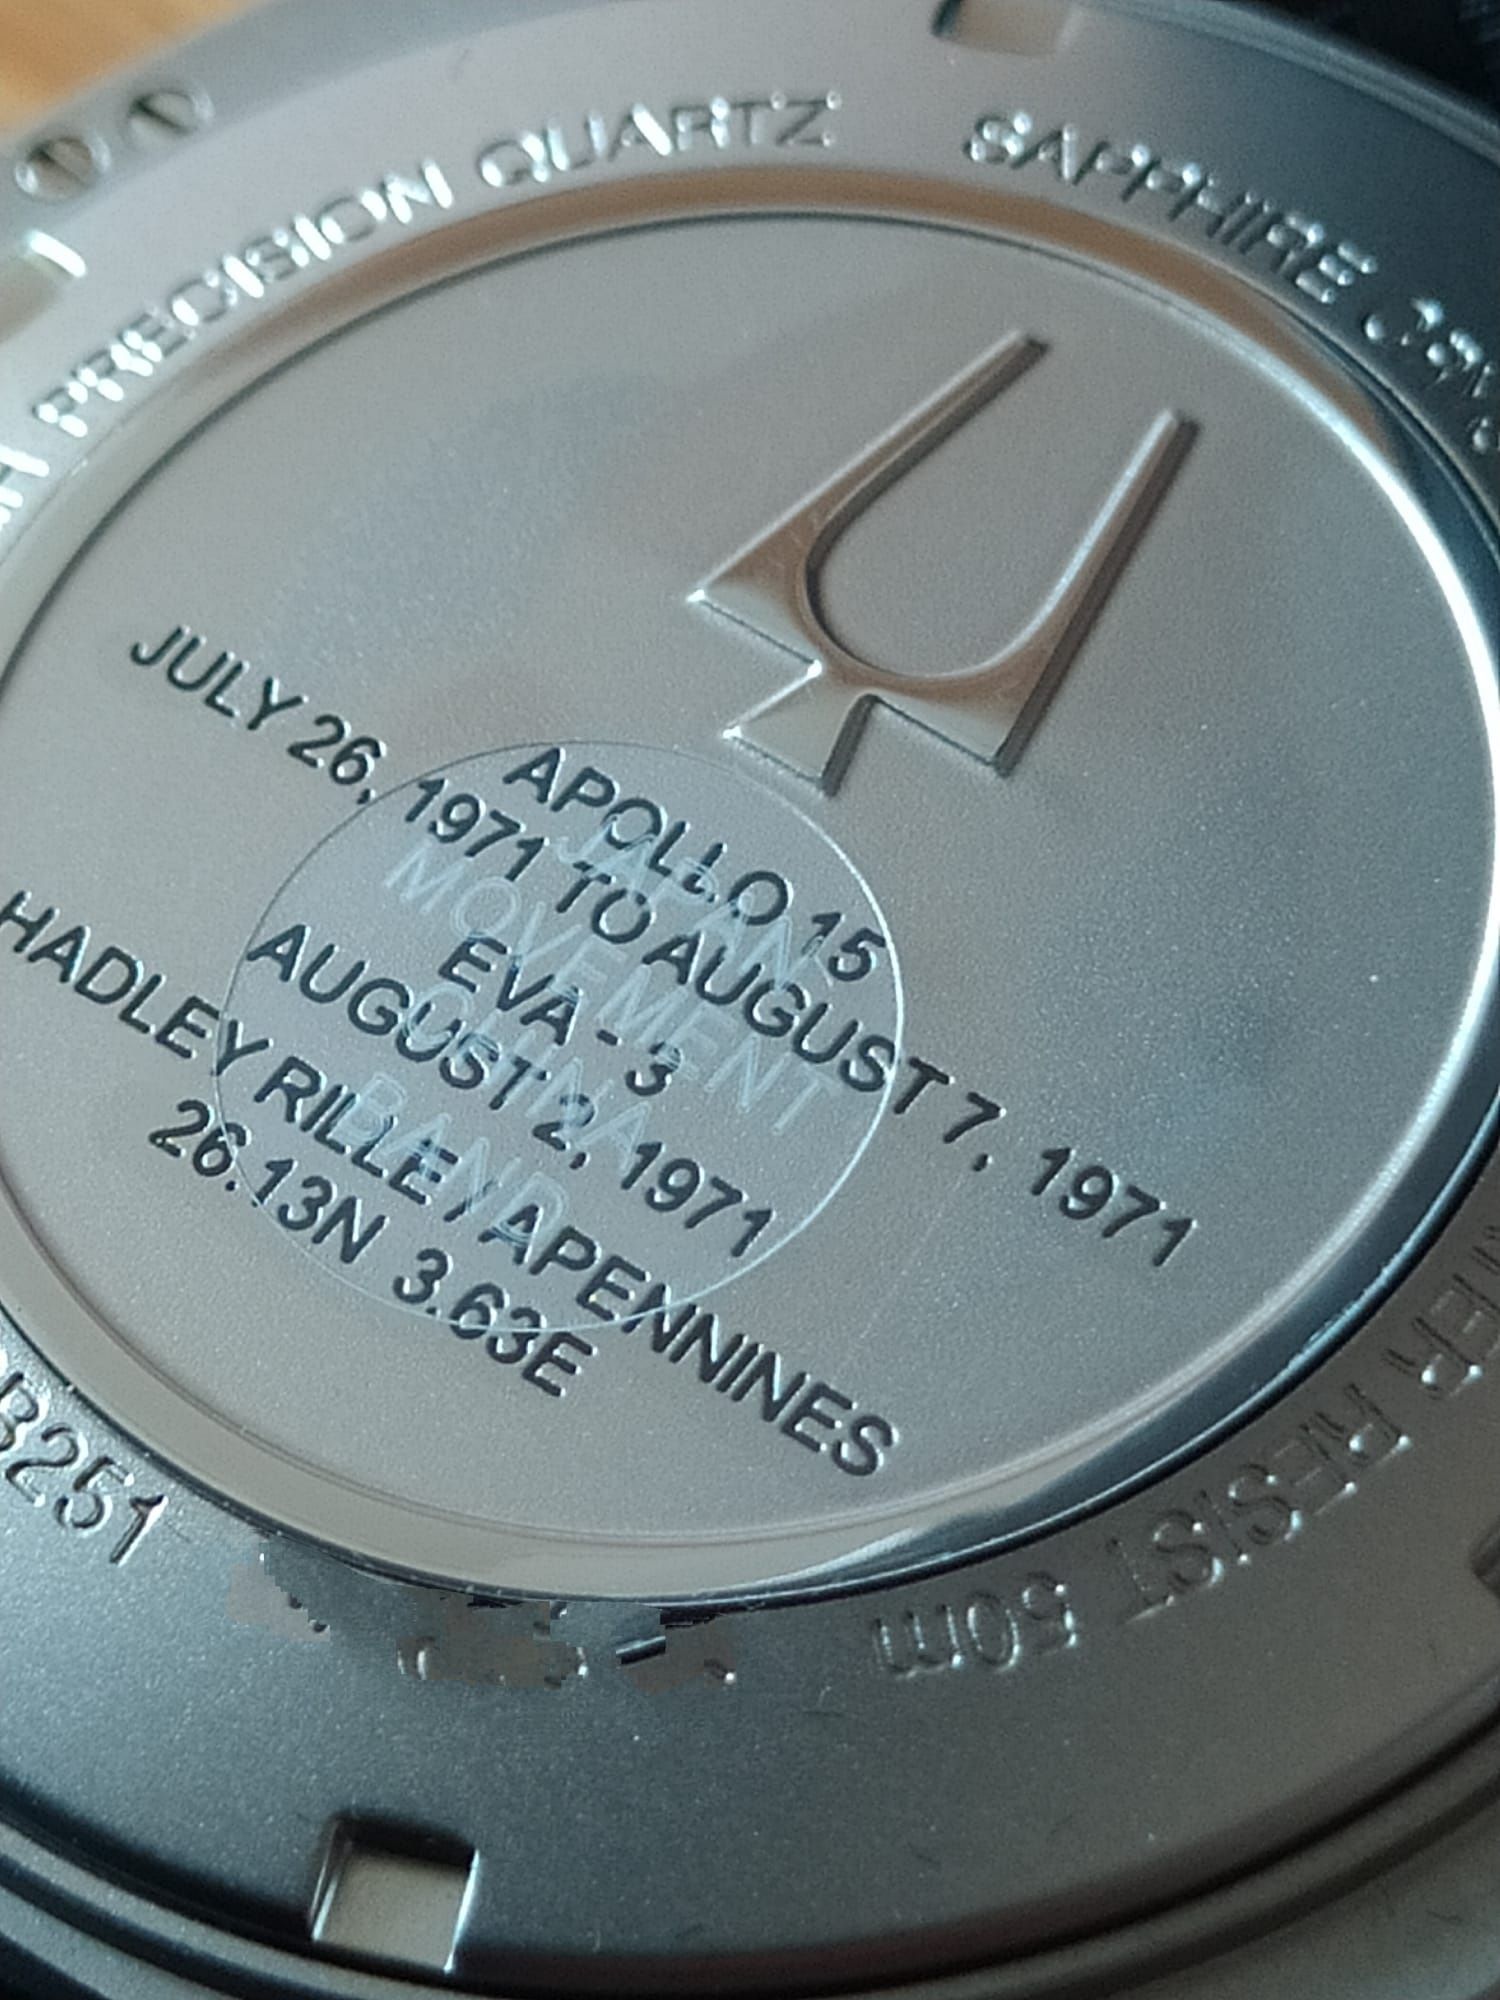 PRECISION QUARTZ
SAPPHIRE
APOLLO 15
JULY 26, 1971 TO AUGUST 7, 1971
EVA - 3
AUGUST 2, 1971
HADLEY RILLE / APENNINES
26.13N 3.63E
JAPAN
MOVEMENT
CHINA
BAND
RESIST 50m
B251